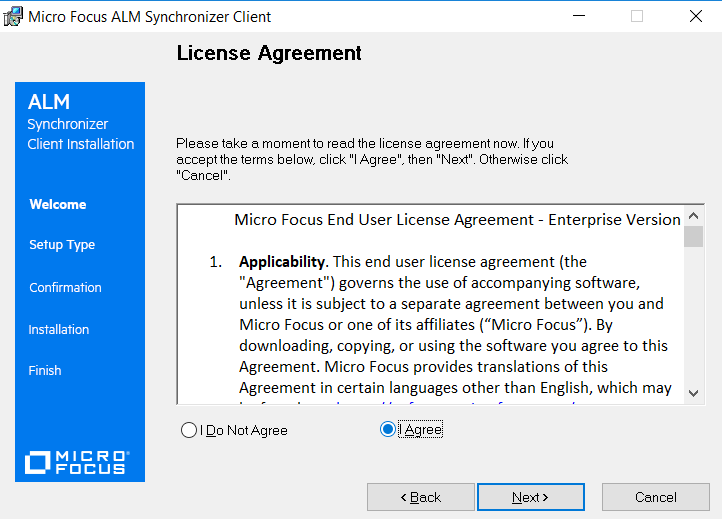 Micro Focus ALM Synchronizer Client
License Agreement
ALM
Synchronizer
Client Installation
Welcome
Setup Type
Confirmation
Installation
Finish
MICRO
FOCUS
Please take a moment to read the license agreement now. If you
accept the terms below, click "I Agree", then "Next". Otherwise click
"Cancel".
Micro Focus End User License Agreement - Enterprise Version
1. Applicability. This end user license agreement (the
"Agreement") governs the use of accompanying software,
unless it is subject to a separate agreement between you and
Micro Focus or one of its affiliates (“Micro Focus”). By
downloading, copying, or using the software you agree to this
Agreement. Micro Focus provides translations of this
Agreement in certain languages other than English, which may
I Do Not Agree
I Agree
< Back
Next >
Cancel